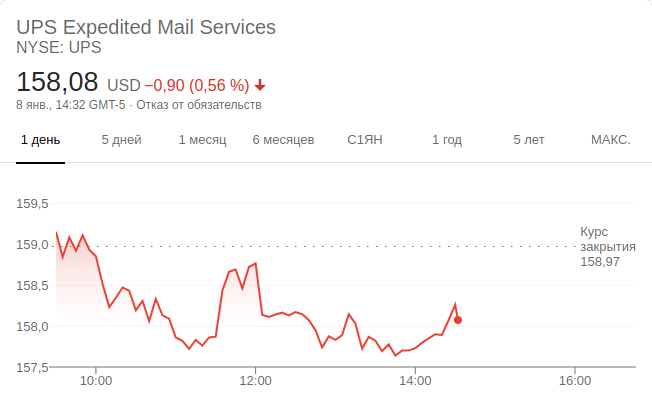 UPS Expedited Mail Services
NYSE: UPS
158,08 USD −0,90 (0,56 %)
8 янв., 14:32 GMT-5 · Отказ от обязательств
1 день 5 дней 1 месяц 6 месяцев С1ЯН 1 год 5 лет МАКС.
159,5
159,0
158,5
158,0
157,5
Курс
закрытия
158,97
10:00 12:00 14:00 16:00